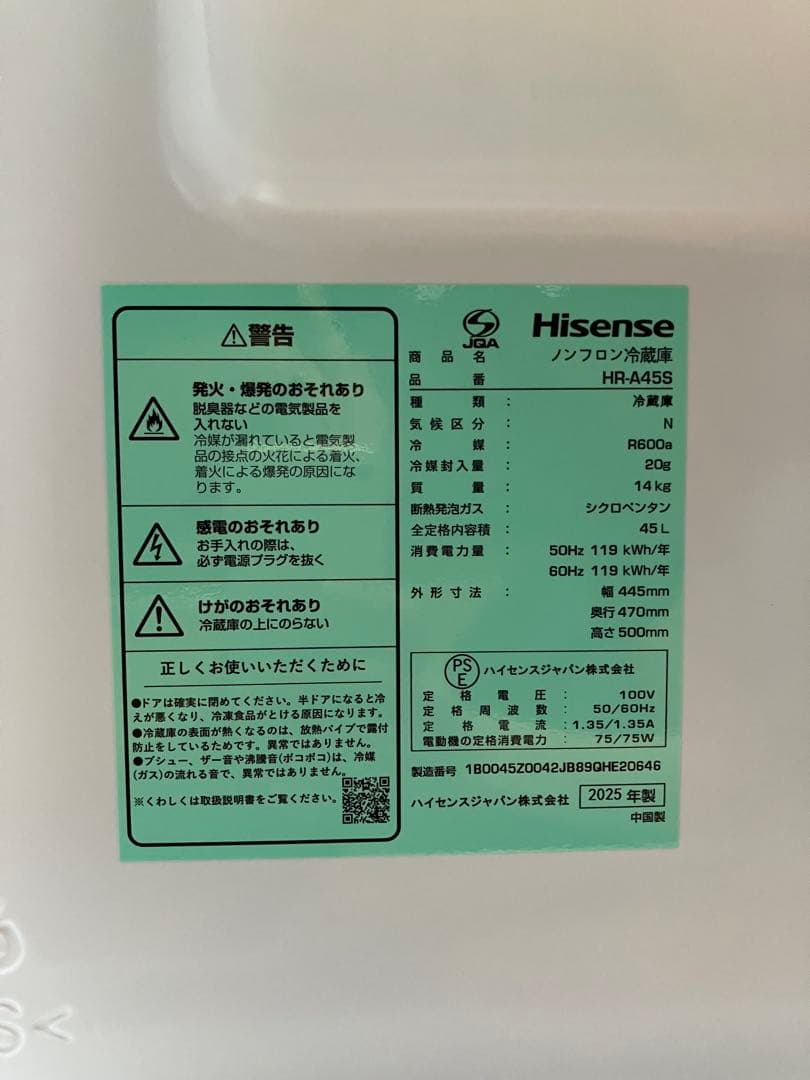 ⚠警告
発火・爆発のおそれあり
脱臭器などの電気製品を
入れない
冷媒が漏れていると電気製
品の接点の火花による着火、
着火による爆発の原因にな
ります。
感電のおそれあり
お手入れの際は、
必ず電源プラグを抜く
けがのおそれあり
冷蔵庫の上にのらない
正しくお使いいただくために
●ドアは確実に閉めてください。半ドアになると冷
えが悪くなり、冷凍食品がとける原因になります。
●冷蔵庫の表面が熱くなるのは、放熱パイプで露付
防止をしているためです。異常ではありません。
●ブシュー、ザー音や沸騰音(ポコポコ)は、冷媒
(ガス)の流れる音で、異常ではありません。
※くわしくは取扱説明書をご覧ください。
JQA
Hisense
商品名 ノンフロン冷蔵庫
品番 HR-A45S
種類: 冷蔵庫
気候区分: N
冷媒: R600a
冷媒封入量: 20g
質量: 14kg
断熱発泡ガス: シクロペンタン
全定格内容積: 45L
消費電力量: 50Hz 119 kWh/年
60Hz 119 kWh/年
外形寸法: 幅 445mm
奥行 470mm
高さ 500mm
PS
E
ハイセンスジャパン株式会社
定格電圧: 100V
定格周波数: 50/60Hz
定格電流: 1.35/1.35A
電動機の定格消費電力: 75/75W
製造番号 1B0045Z0042JB89QHE20646
ハイセンスジャパン株式会社 2025 年製
中国製